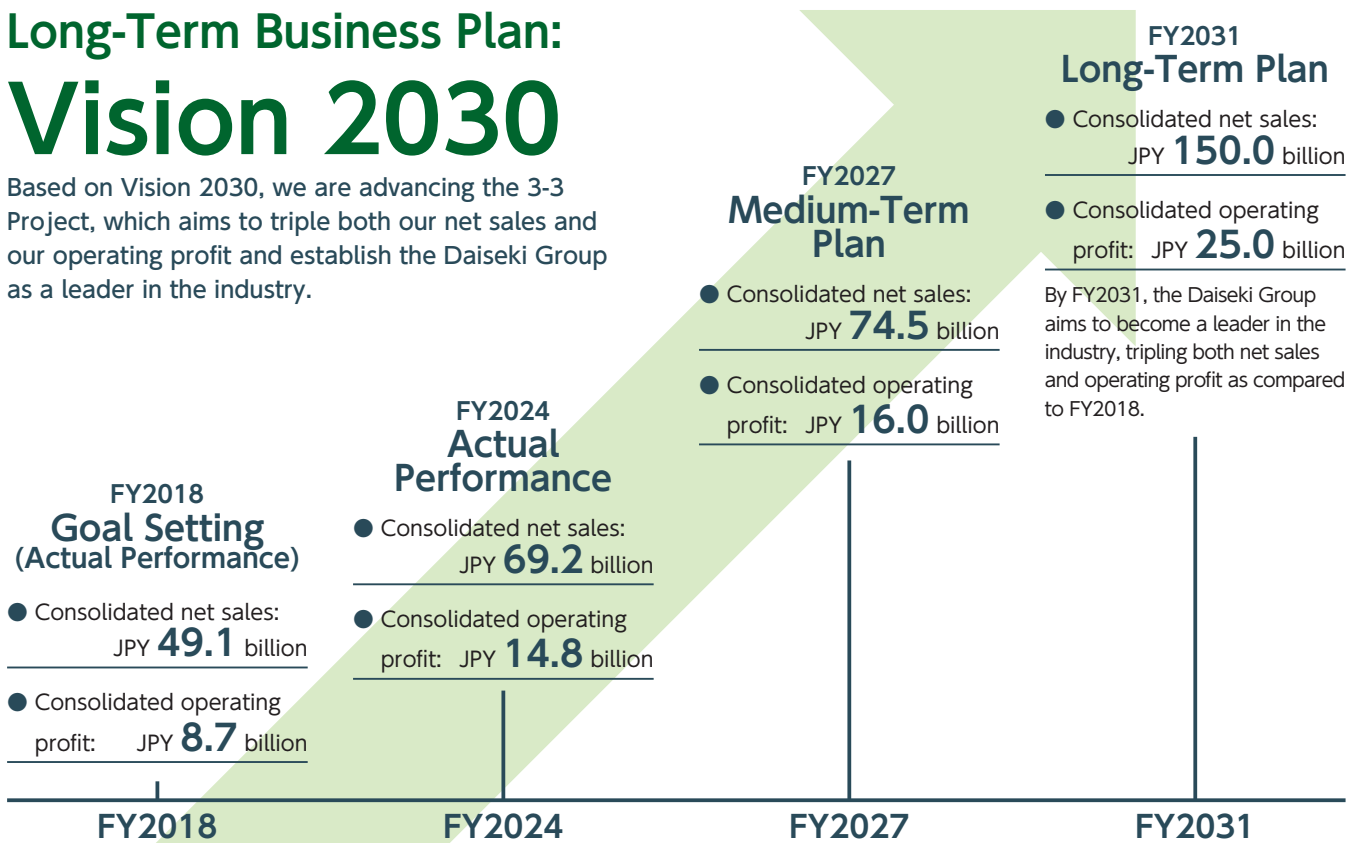 Long-Term Business Plan:
Vision 2030
Based on Vision 2030, we are advancing the 3-3
Project, which aims to triple both our net sales and
our operating profit and establish the Daiseki Group
as a leader in the industry.
FY2018
Goal Setting
(Actual Performance)
● Consolidated net sales:
JPY 49.1 billion
● Consolidated operating
profit: JPY 8.7 billion
FY2024
Actual
Performance
● Consolidated net sales:
JPY 69.2 billion
● Consolidated operating
profit: JPY 14.8 billion
FY2027
Medium-Term
Plan
● Consolidated net sales:
JPY 74.5 billion
● Consolidated operating
profit: JPY 16.0 billion
FY2031
Long-Term Plan
● Consolidated net sales:
JPY 150.0 billion
● Consolidated operating
profit: JPY 25.0 billion
By FY2031, the Daiseki Group
aims to become a leader in the
industry, tripling both net sales
and operating profit as compared
to FY2018.
FY2018
FY2024
FY2027
FY2031